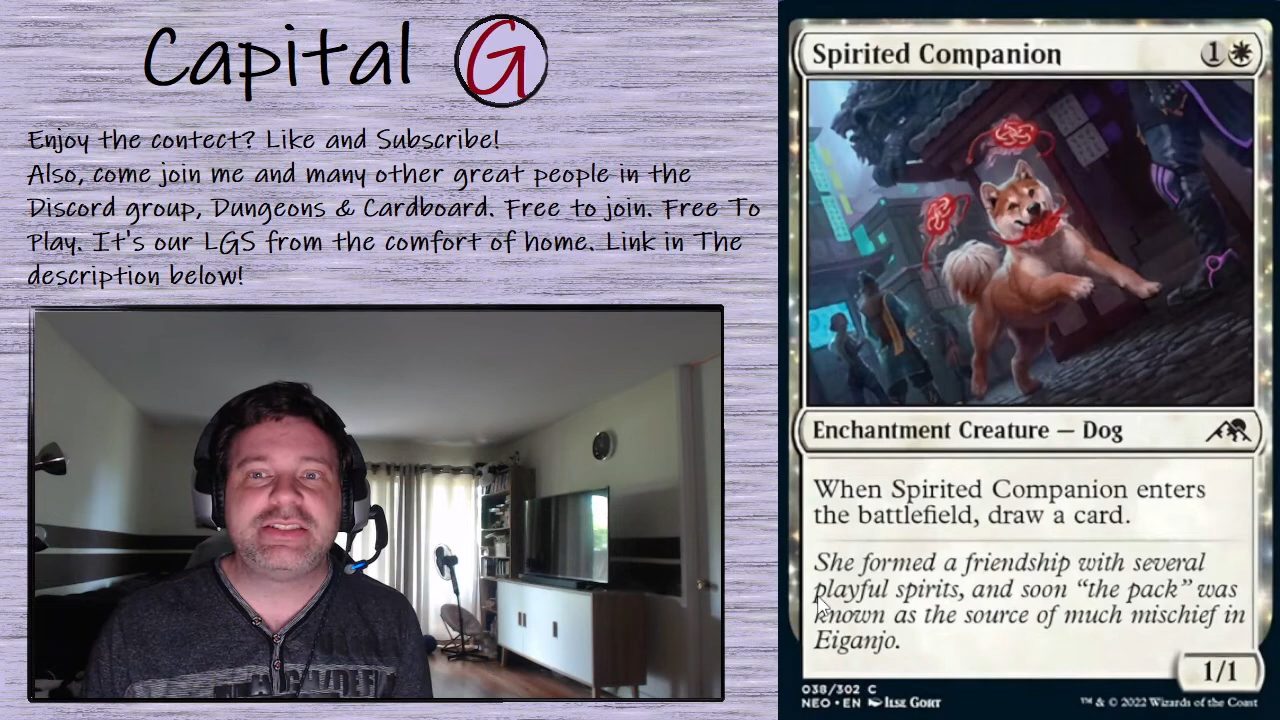 Capital G
Enjoy the contect? Like and Subscribe!
Also, come join me and many other great people in the
Discord group, Dungeons & Cardboard. Free to join. Free To
Play. It's our LGS from the comfort of home. Link in The
description below!
Spirited Companion 1
Enchantment Creature — Dog
When Spirited Companion enters
the battlefield, draw a card.
She formed a friendship with several
playful spirits, and soon “the pack” was
known as the source of much mischief in
Eiganjo.
1/1
038/302 C
NEO • EN Ilse Gort
™ & © 2022 Wizards of the Coast